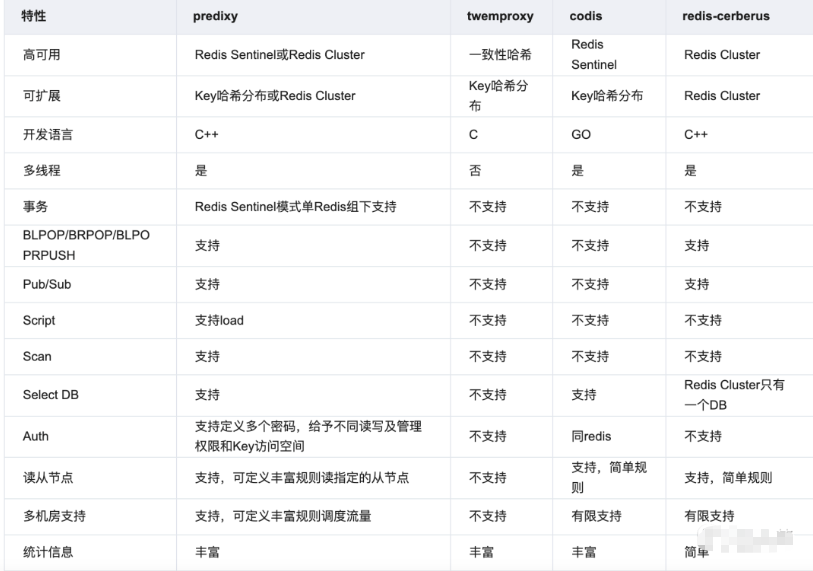 特性 predixy twemproxy codis redis-cerberus
高可用 Redis Sentinel或Redis Cluster 一致性哈希 Redis Sentinel Redis Cluster
可扩展 Key哈希分布或Redis Cluster Key哈希分布 Key哈希分布 Redis Cluster
开发语言 C++ C GO C++
多线程 是 否 是 是
事务 Redis Sentinel模式单Redis组下支持 不支持 不支持 不支持
BLPOP/BRPOP/BLPOPRPUSH 支持 不支持 不支持 支持
Pub/Sub 支持 不支持 不支持 支持
Script 支持load 不支持 不支持 不支持
Scan 支持 不支持 不支持 不支持
Select DB 支持 不支持 支持 Redis Cluster只有一个DB
Auth 支持定义多个密码，给予不同读写及管理权限和Key访问空间 不支持 同redis 不支持
读从节点 支持，可定义丰富规则读指定的从节点 不支持 支持，简单规则 支持，简单规则
多机房支持 支持，可定义丰富规则调度流量 不支持 有限支持 有限支持
统计信息 丰富 丰富 丰富 简单